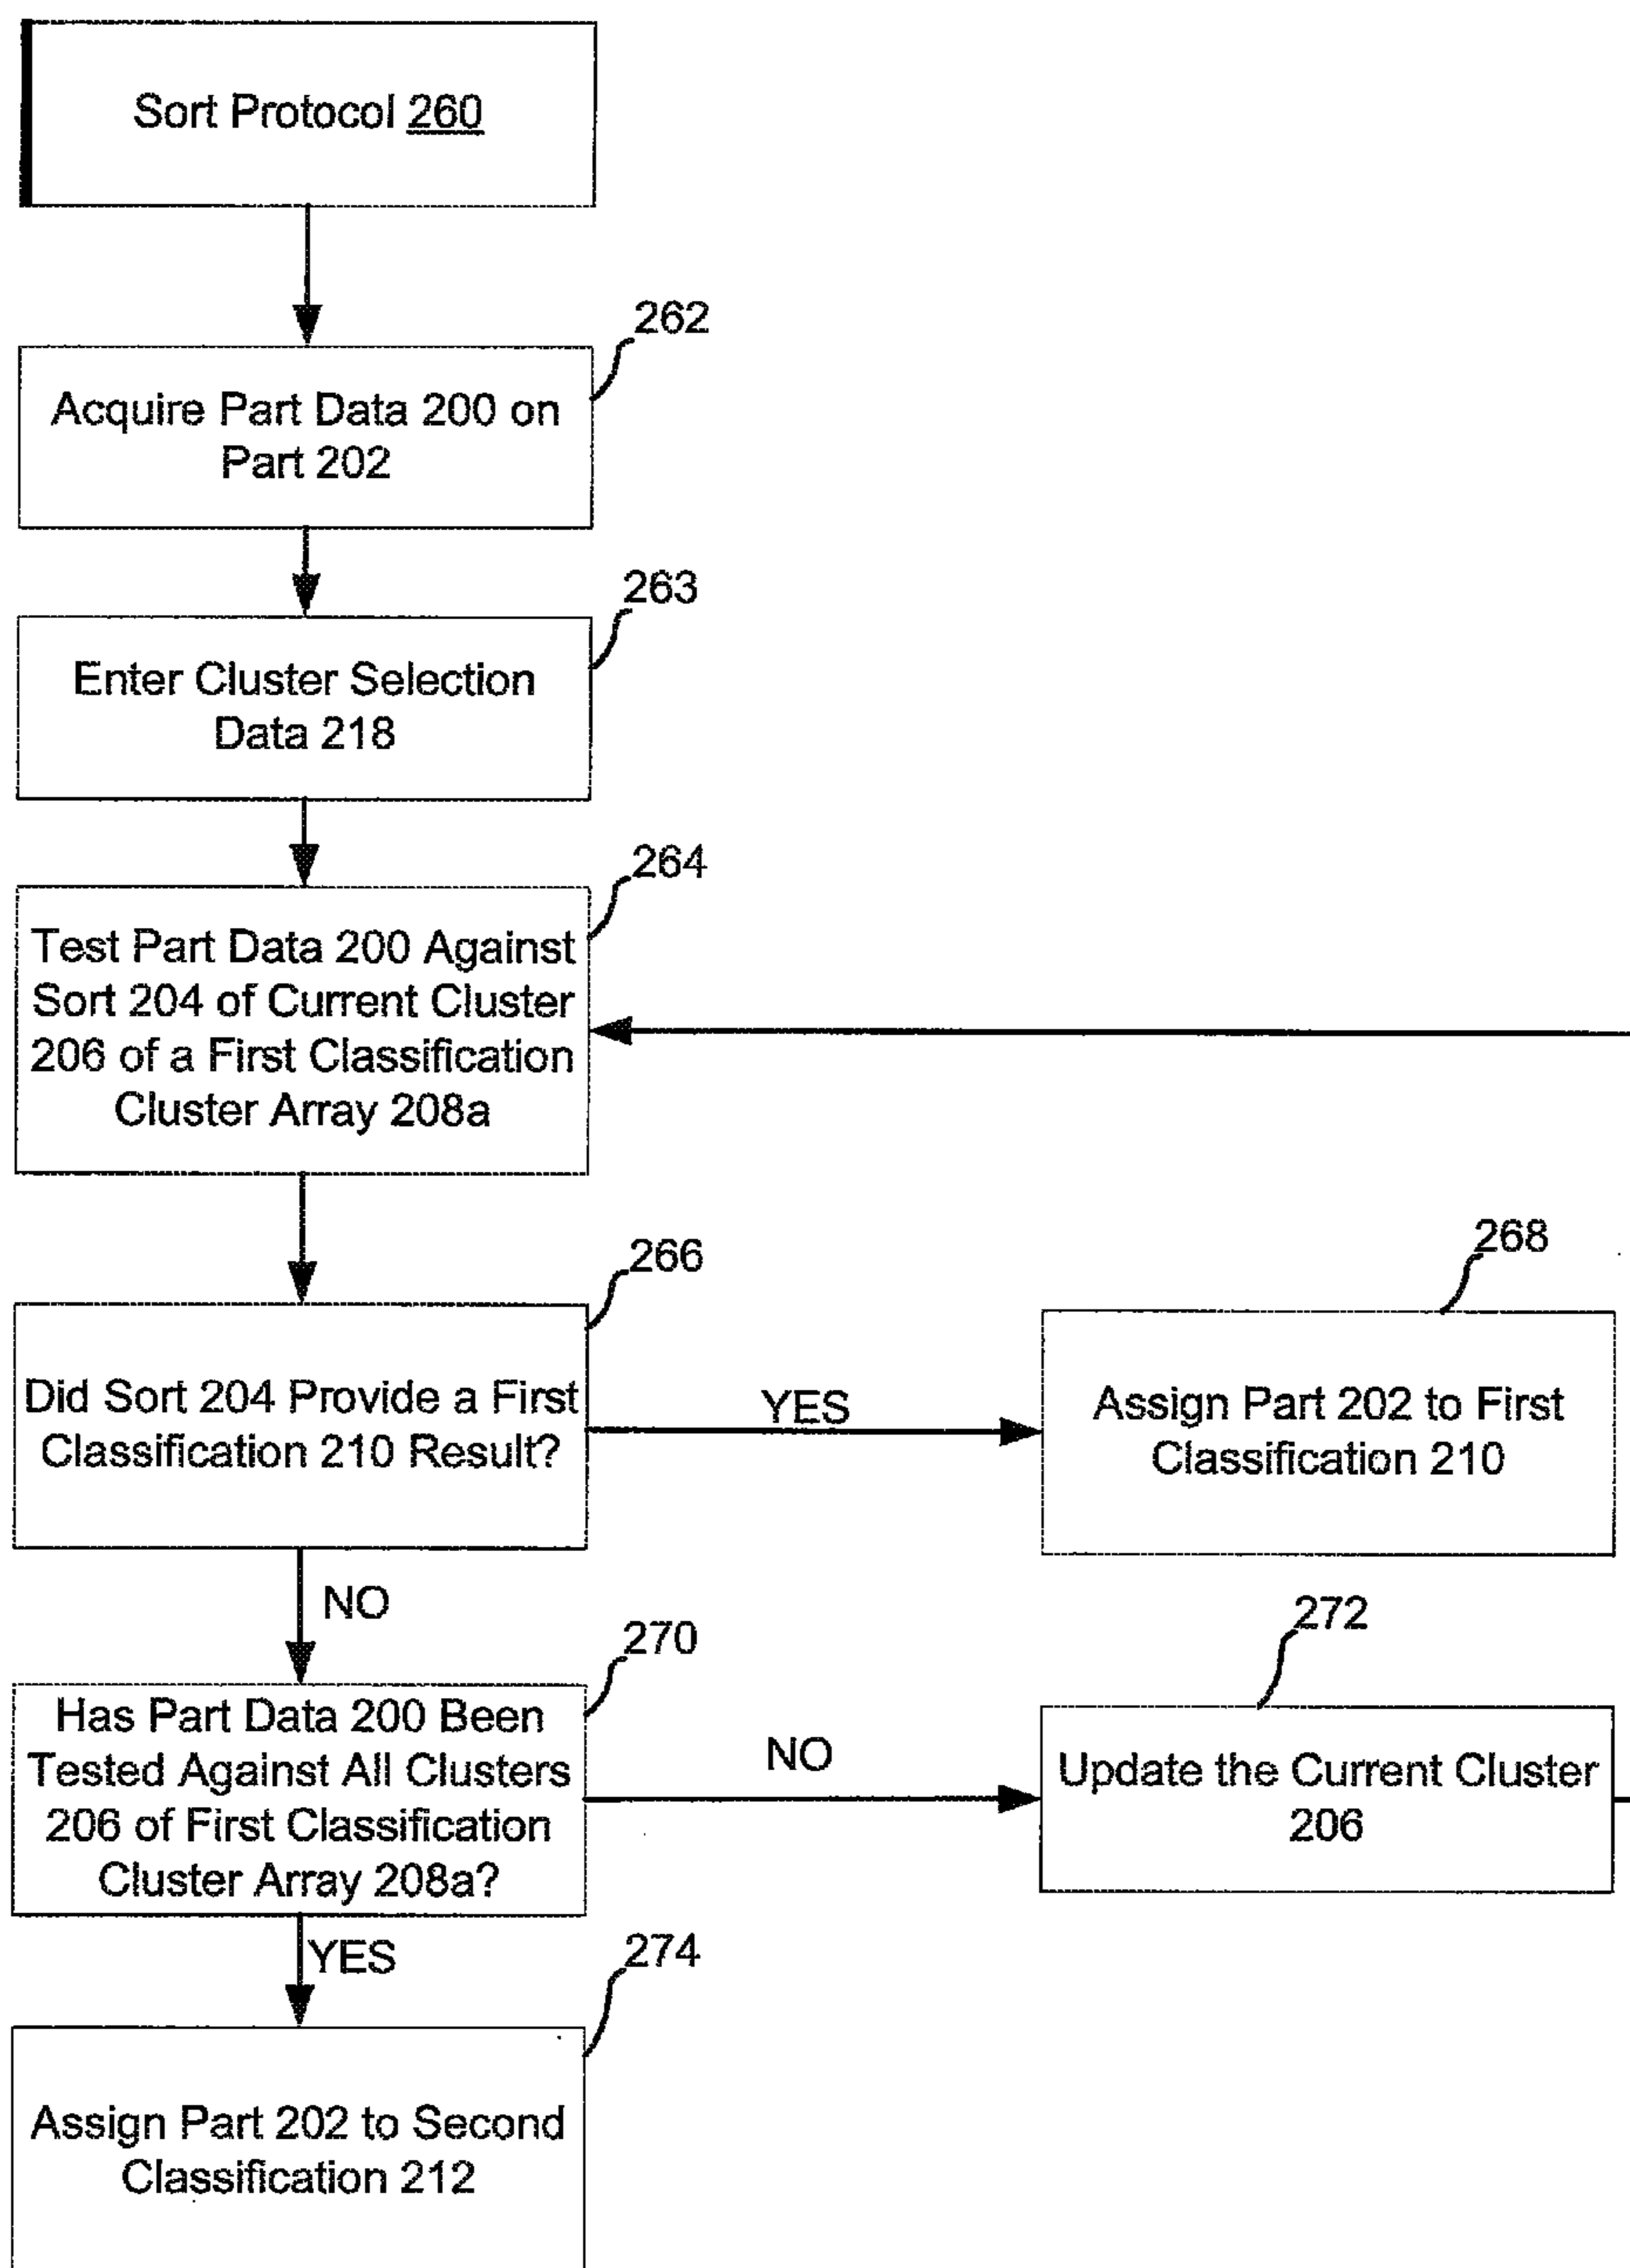 Sort Protocol 260
262
Acquire Part Data 200 on
Part 202
263
Enter Cluster Selection
Data 218
264
Test Part Data 200 Against
Sort 204 of Current Cluster
206 of a First Classification
Cluster Array 208a
266
Did Sort 204 Provide a First
Classification 210 Result?
YES
268
Assign Part 202 to First
Classification 210
NO
270
Has Part Data 200 Been
Tested Against All Clusters
206 of First Classification
Cluster Array 208a?
NO
272
Update the Current Cluster
206
YES
274
Assign Part 202 to Second
Classification 212